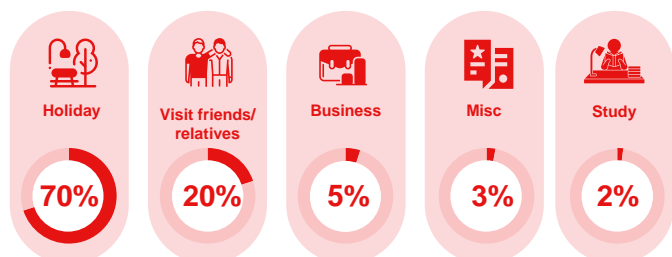 Holiday
70%
Visit friends/
relatives
20%
Business
5%
Misc
3%
Study
2%